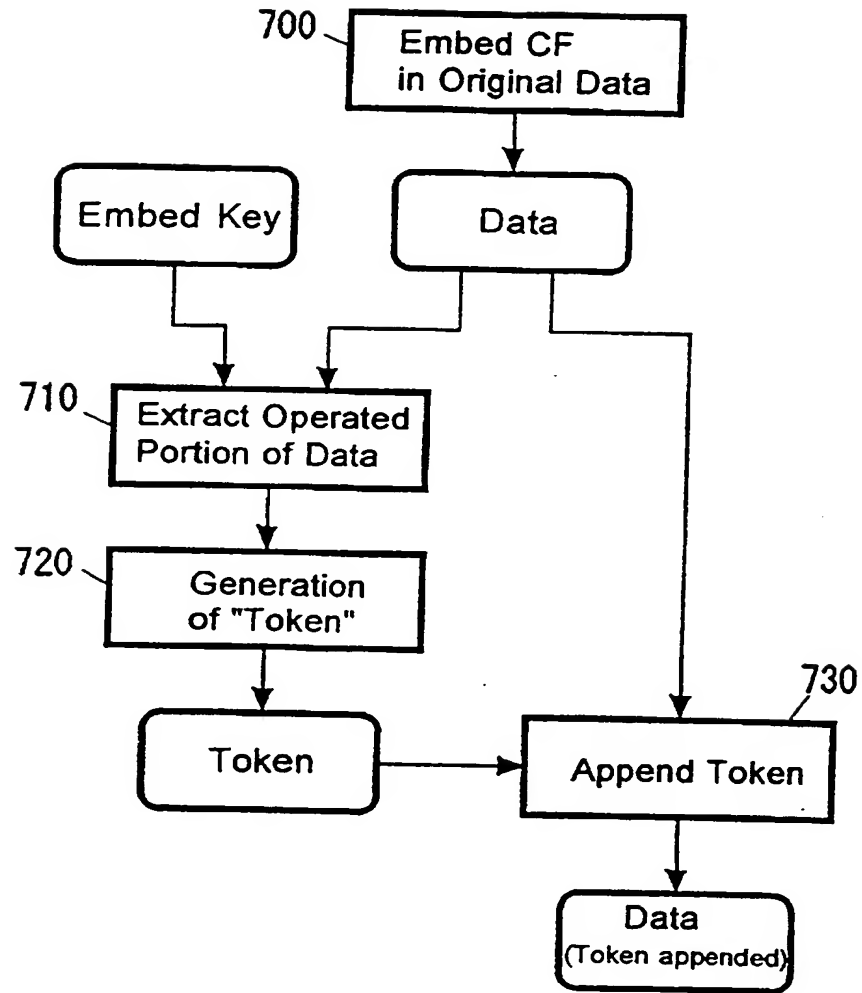 700
Embed CF
in Original Data
Embed Key
Data
710
Extract Operated
Portion of Data
720
Generation
of "Token"
730
Token
Append Token
Data
(Token appended)